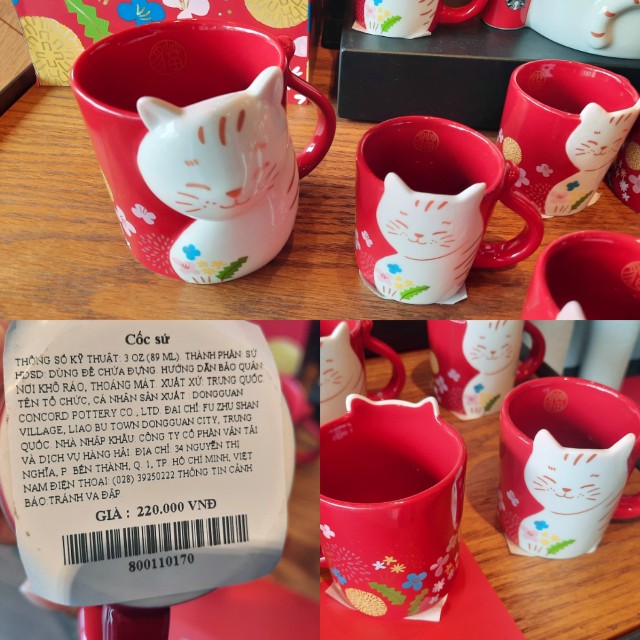 Cốc sứ
THÔNG SỐ KỸ THUẬT: 3 OZ (89 ML). THÀNH PHẦN: SỨ
HDSD: DÙNG ĐỂ CHỨA ĐỰNG. HƯỚNG DẪN BẢO QUẢN:
NƠI KHÔ RÁO, THOÁNG MÁT. XUẤT XỨ: TRUNG QUỐC.
TÊN TỔ CHỨC, CÁ NHÂN SẢN XUẤT: DONGGUAN
CONCORD POTTERY CO., LTD. ĐỊA CHỈ: FU ZHU SHAN
VILLAGE, LIAO BU TOWN DONGGUAN CITY, TRUNG
QUỐC. NHÀ NHẬP KHẨU: CÔNG TY CỔ PHẦN VẬN TẢI
VÀ DỊCH VỤ HÀNG HẢI. ĐỊA CHỈ: 34 NGUYỄN THỊ
NGHĨA, P. BẾN THÀNH, Q. 1, TP. HỒ CHÍ MINH, VIỆT
NAM ĐIỆN THOẠI: (028) 39250222 THÔNG TIN CẢNH
BÁO: TRÁNH VA ĐẬP
GIÁ : 220.000 VNĐ
800110170